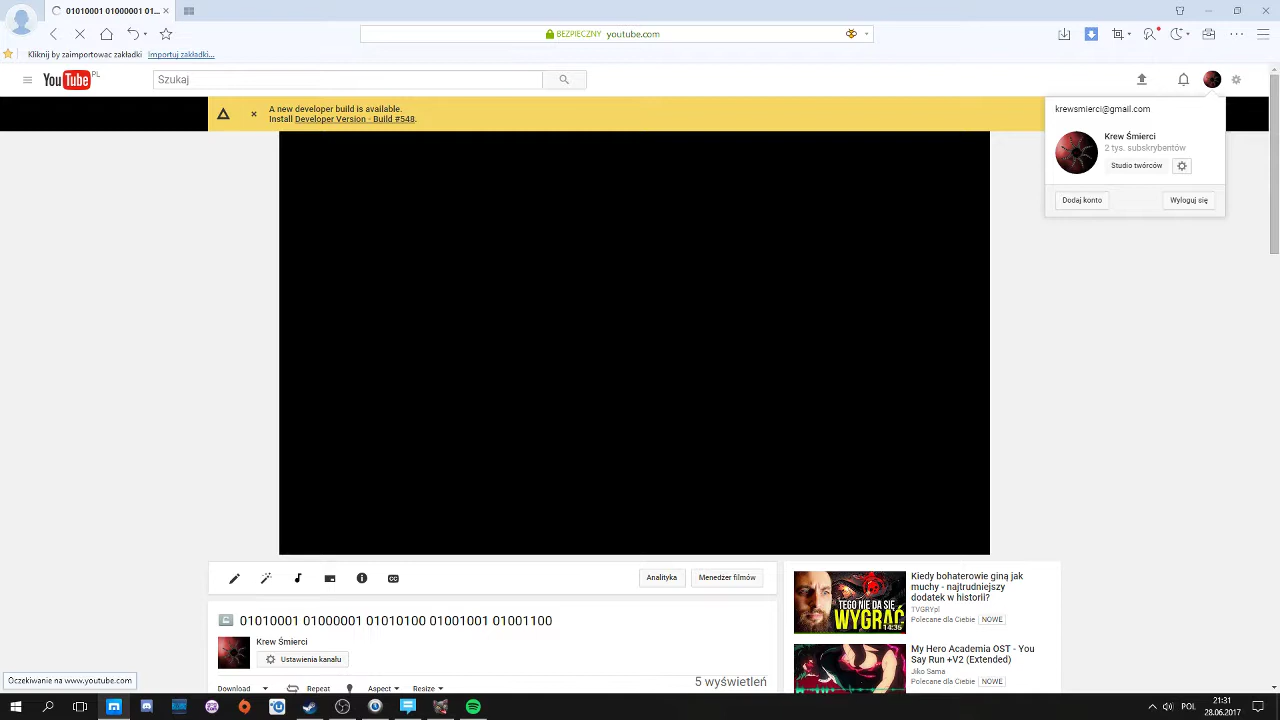 01010001 01000001 01...
BEZPIECZNY youtube.com
Kliknij by zaimportowac zakładki Importuj zakładki...
YouTube PL
Szukaj
A new developer build is available.
Install Developer Version - Build #548.
krewsmierci@gmail.com
Krew Śmierci
2 tys. subskrybentów
Studio twórców
Dodaj konto
Wyloguj się
Analityka
Menedżer filmów
01010001 01000001 01010100 01001001 01001100
Krew Śmierci
Ustawienia kanału
Download
Repeat
Aspect
Resize
5 wyświetleń
TEGO NIE DA SIĘ
WYGRAĆ
14:35
Kiedy bohaterowie giną jak
muchy - najtrudniejszy
dodatek w historii?
TVGRYpl
Polecane dla Ciebie NOWE
My Hero Academia OST - You
Say Run +V2 (Extended)
Jiko Sama
Polecane dla Ciebie NOWE
Oczekiwanie na www.youtube.com
POL
21:31
28.06.2017